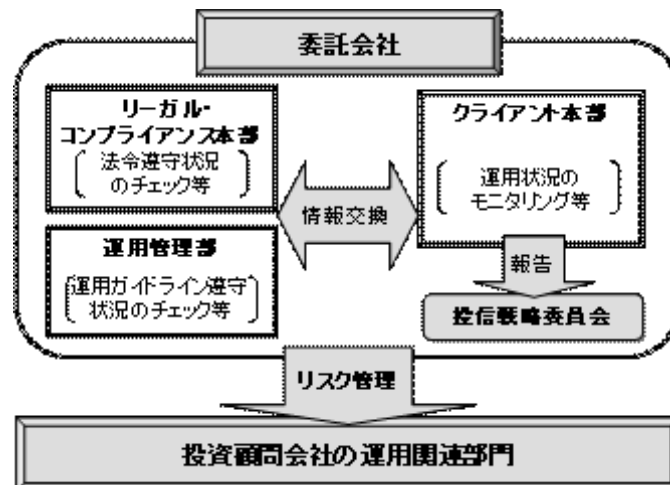 委託会社
リーガル・
コンプライアンス本部
法令遵守状況
のチェック等
運用管理部
運用ガイドライン遵守
状況のチェック等
情報交換
クライアント本部
運用状況の
モニタリング等
報告
投信戦略委員会
リスク管理
投資顧問会社の運用関連部門